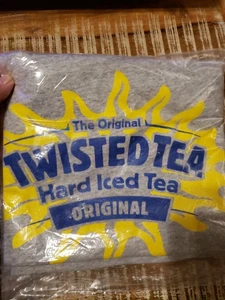 The Original
TWISTED TEA
Hard Iced Tea
ORIGINAL